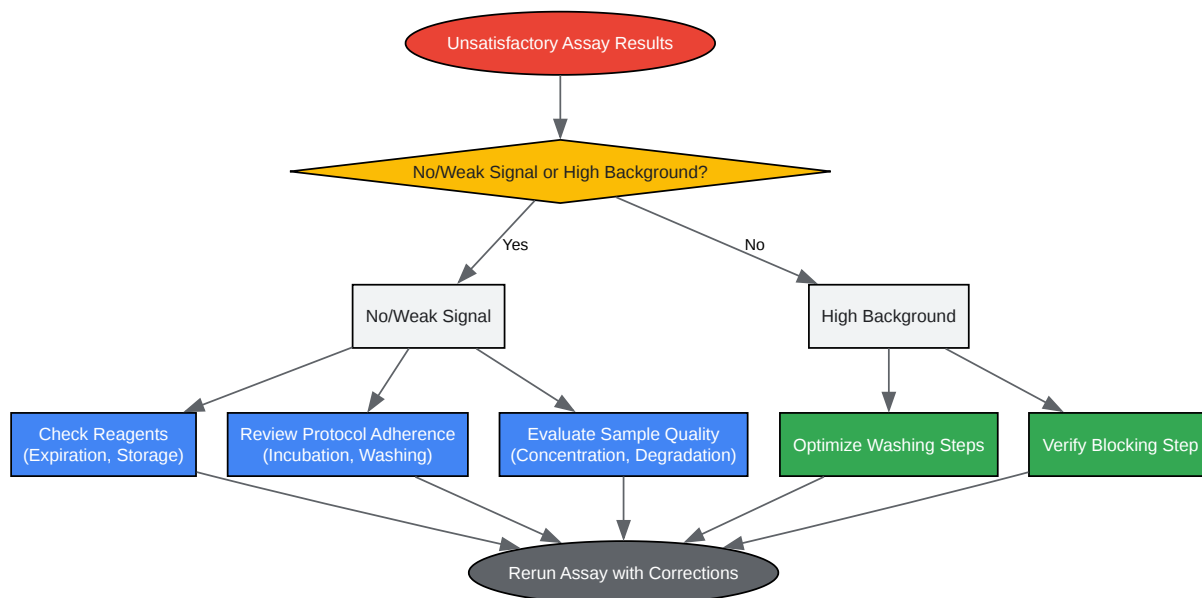 Unsatisfactory Assay Results
No/Weak Signal or High Background?
Yes
No
No/Weak Signal
High Background
Check Reagents
(Expiration, Storage)
Review Protocol Adherence
(Incubation, Washing)
Evaluate Sample Quality
(Concentration, Degradation)
Optimize Washing Steps
Verify Blocking Step
Rerun Assay with Corrections